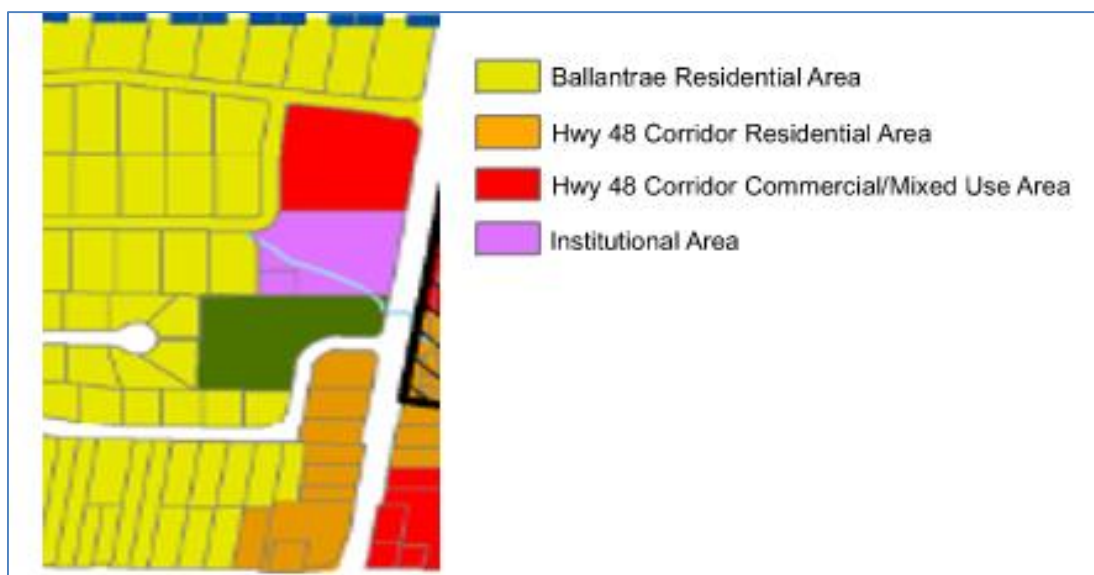 Ballantrae Residential Area
Hwy 48 Corridor Residential Area
Hwy 48 Corridor Commercial/Mixed Use Area
Institutional Area